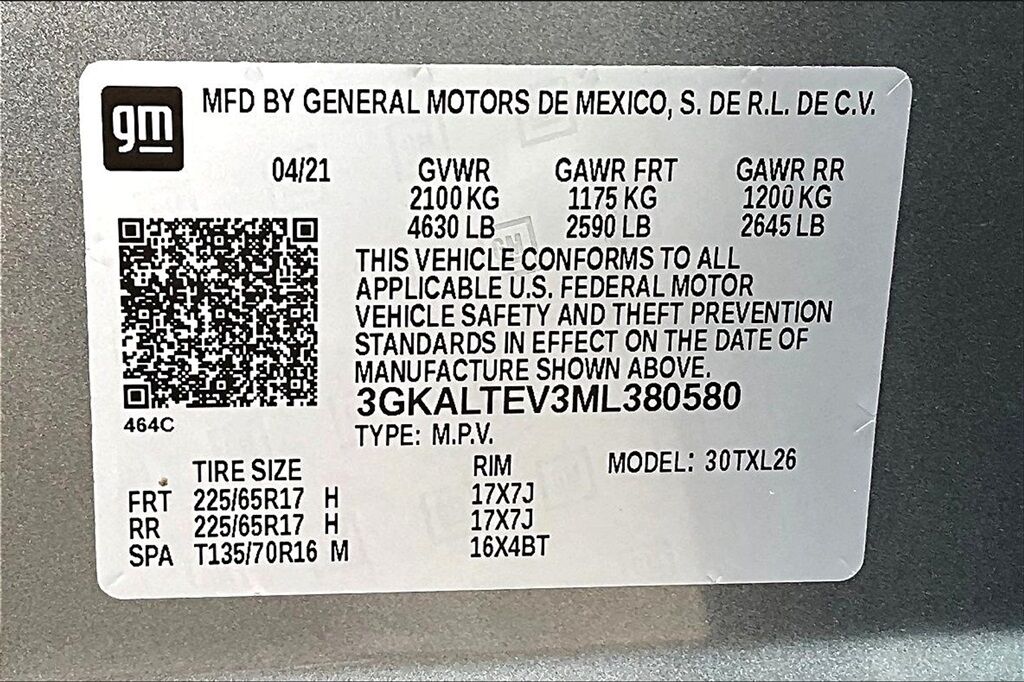 gm
MFD BY GENERAL MOTORS DE MEXICO, S. DE R.L. DE C.V.
04/21 GVWR GAWR FRT GAWR RR
2100 KG 1175 KG 1200 KG
4630 LB 2590 LB 2645 LB
THIS VEHICLE CONFORMS TO ALL
APPLICABLE U.S. FEDERAL MOTOR
VEHICLE SAFETY AND THEFT PREVENTION
STANDARDS IN EFFECT ON THE DATE OF
MANUFACTURE SHOWN ABOVE.
3GKALTEV3ML380580
464C
TYPE: M.P.V.
TIRE SIZE RIM MODEL: 30TXL26
FRT 225/65R17 H 17X7J
RR 225/65R17 H 17X7J
SPA T135/70R16 M 16X4BT